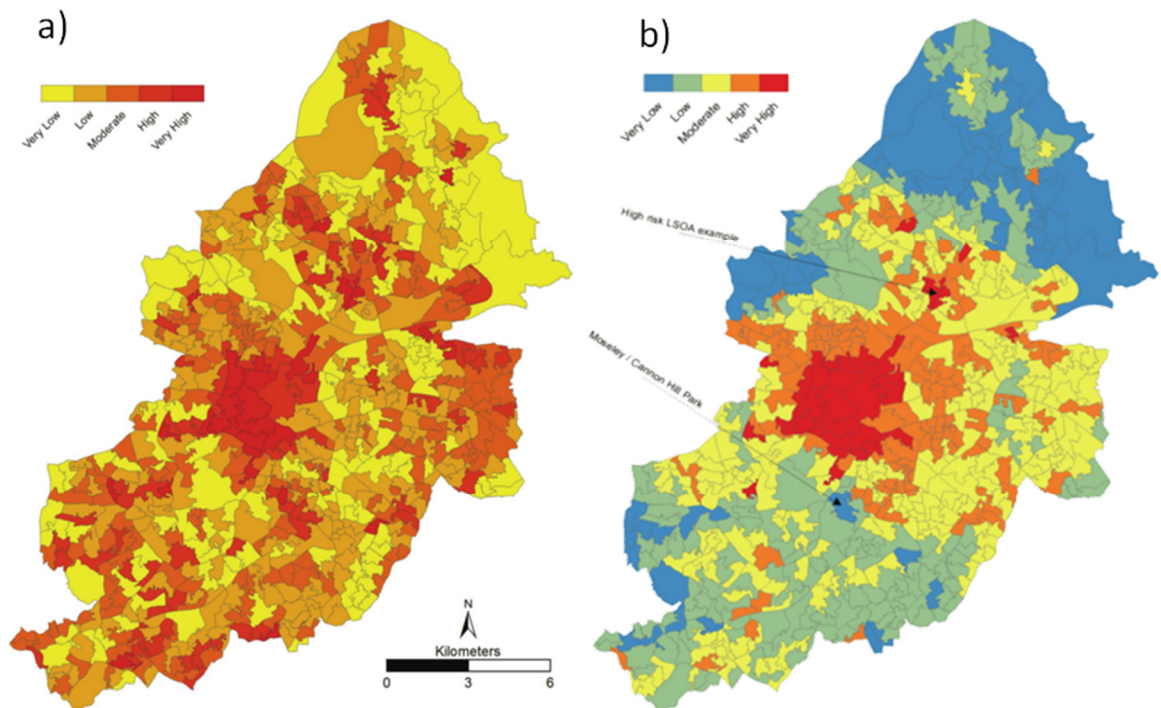 a)
Very Low
Low
Moderate
High
Very High
N
Kilometers
0 3 6
b)
Very Low
Low
Moderate
High
Very High
High risk LSOA example
Moseley / Cannon Hill Park